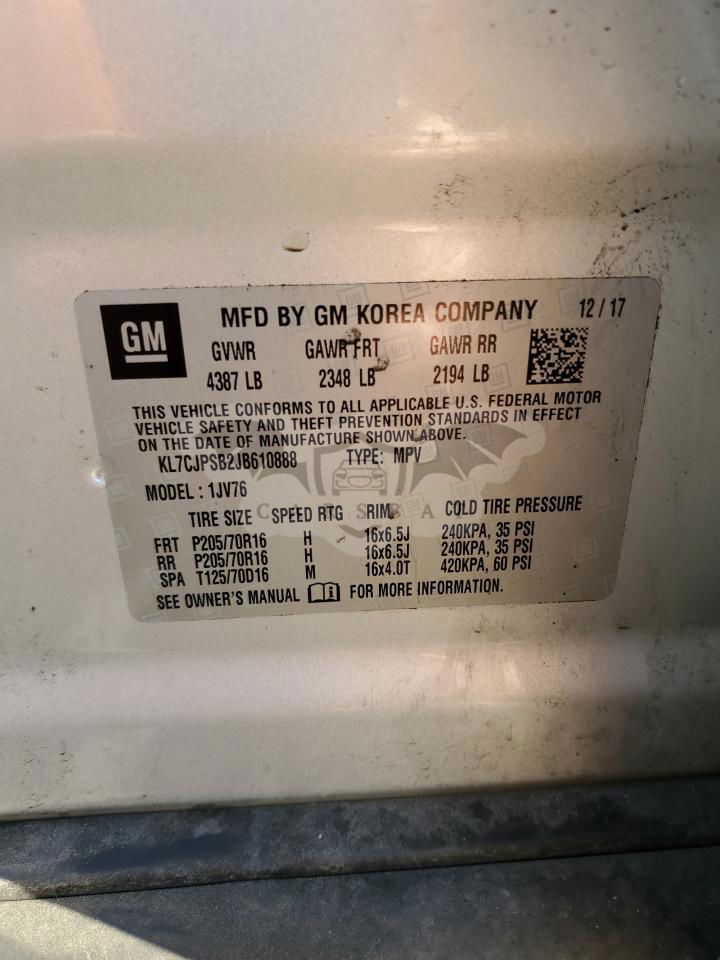 GM MFD BY GM KOREA COMPANY 12/17
GVWR GAWR FRT GAWR RR
4387 LB 2348 LB 2194 LB
THIS VEHICLE CONFORMS TO ALL APPLICABLE U.S. FEDERAL MOTOR
VEHICLE SAFETY AND THEFT PREVENTION STANDARDS IN EFFECT
ON THE DATE OF MANUFACTURE SHOWN ABOVE.
KL7CJPSB2JB610888 TYPE: MPV
MODEL : 1JV76
TIRE SIZE SPEED RTG RIM COLD TIRE PRESSURE
FRT P205/70R16 H 16x6.5J 240KPA, 35 PSI
RR P205/70R16 H 16x6.5J 240KPA, 35 PSI
SPA T125/70D16 M 16x4.0T 420KPA, 60 PSI
SEE OWNER'S MANUAL FOR MORE INFORMATION.